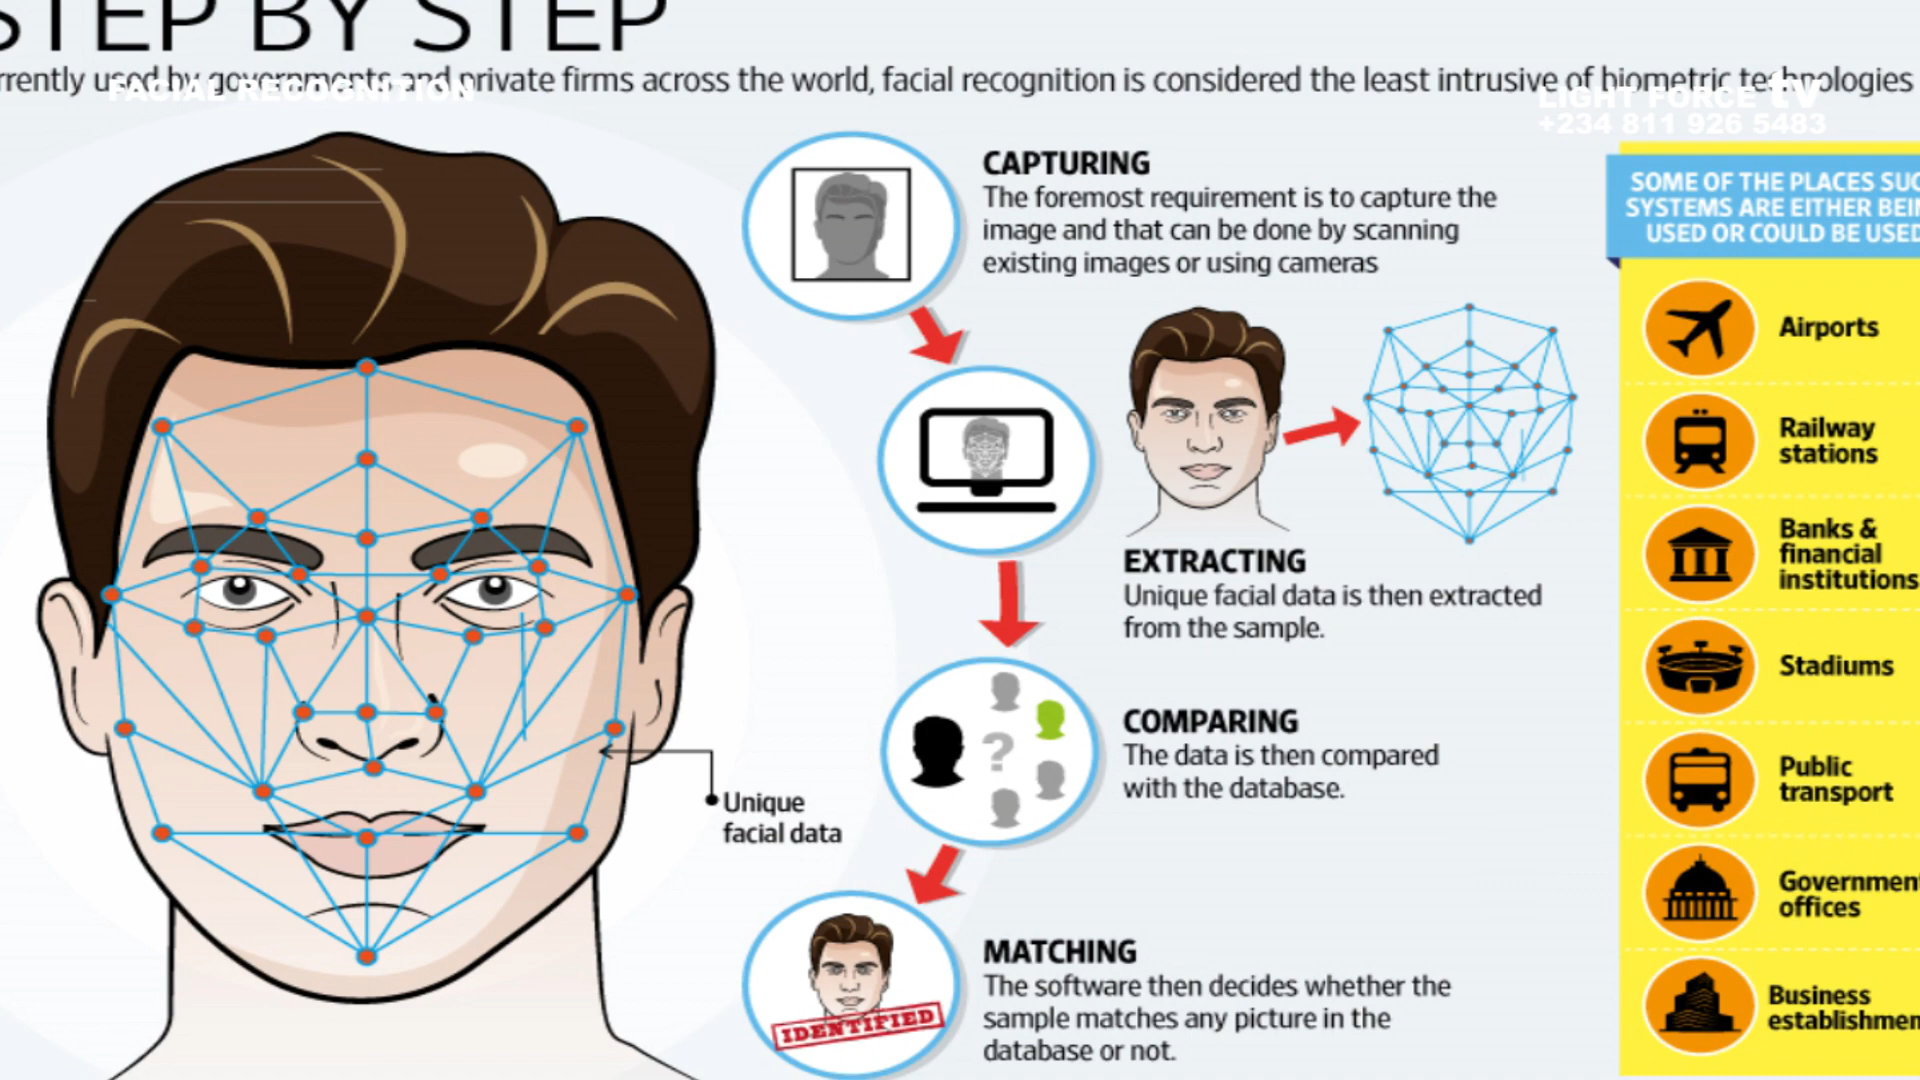 STEP BY STEP
rrently used by governments and private firms across the world, facial recognition is considered the least intrusive of biometric technologies
FACIAL RECOGNITION
LIGHT FORCE tv
+234 811 926 5483
CAPTURING
The foremost requirement is to capture the
image and that can be done by scanning
existing images or using cameras
EXTRACTING
Unique facial data is then extracted
from the sample.
COMPARING
The data is then compared
with the database.
?
Unique
facial data
MATCHING
The software then decides whether the
sample matches any picture in the
database or not.
IDENTIFIED
SOME OF THE PLACES SUC
SYSTEMS ARE EITHER BEIN
USED OR COULD BE USED
Airports
Railway
stations
Banks &
financial
institutions
Stadiums
Public
transport
Government
offices
Business
establishmen